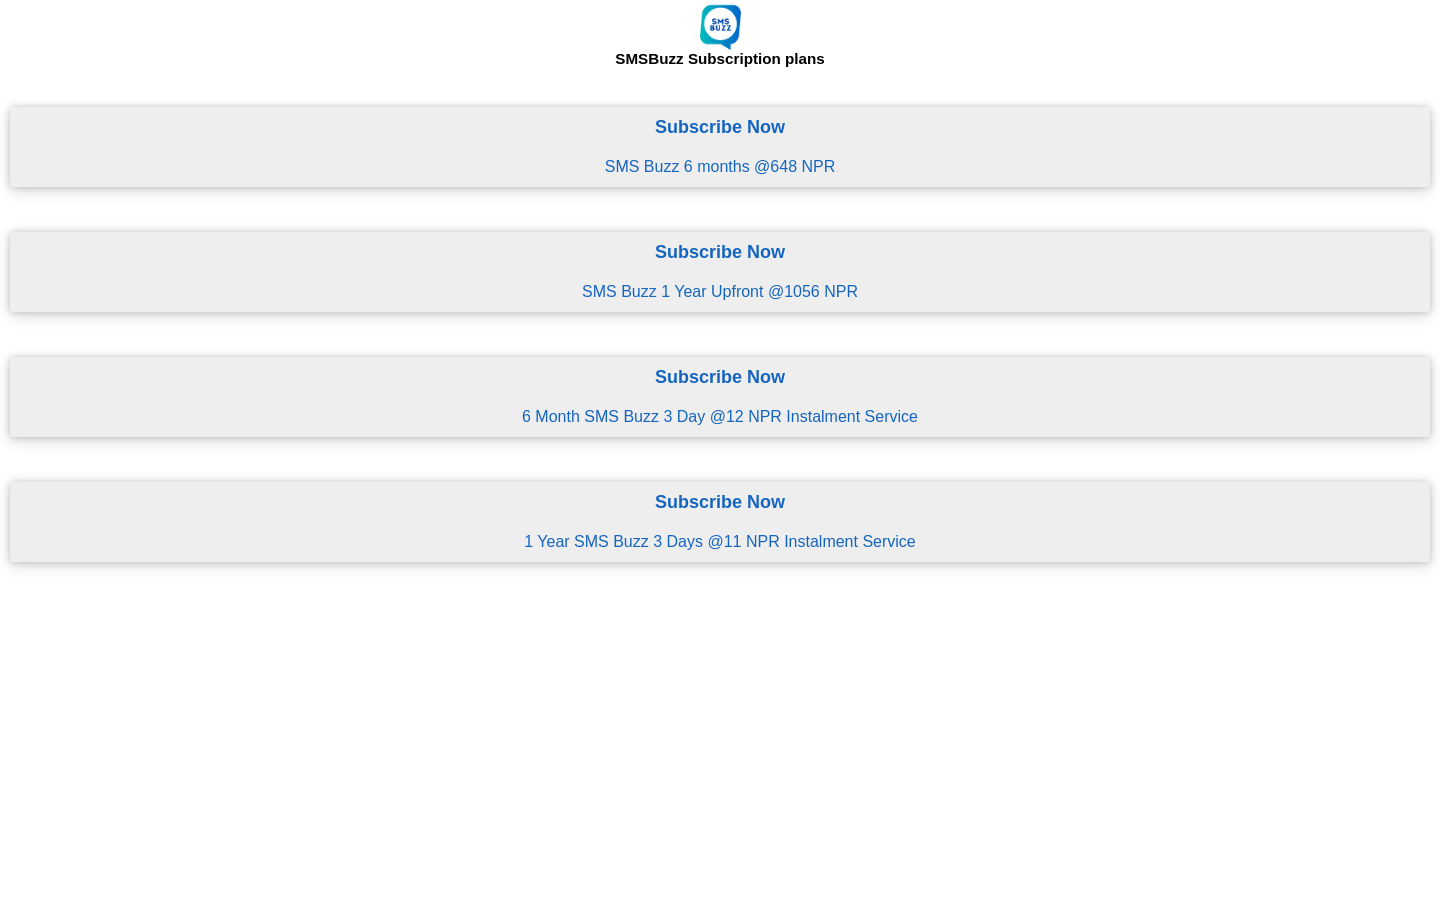 SMS
BUZZ
SMSBuzz Subscription plans
Subscribe Now
SMS Buzz 6 months @648 NPR
Subscribe Now
SMS Buzz 1 Year Upfront @1056 NPR
Subscribe Now
6 Month SMS Buzz 3 Day @12 NPR Instalment Service
Subscribe Now
1 Year SMS Buzz 3 Days @11 NPR Instalment Service